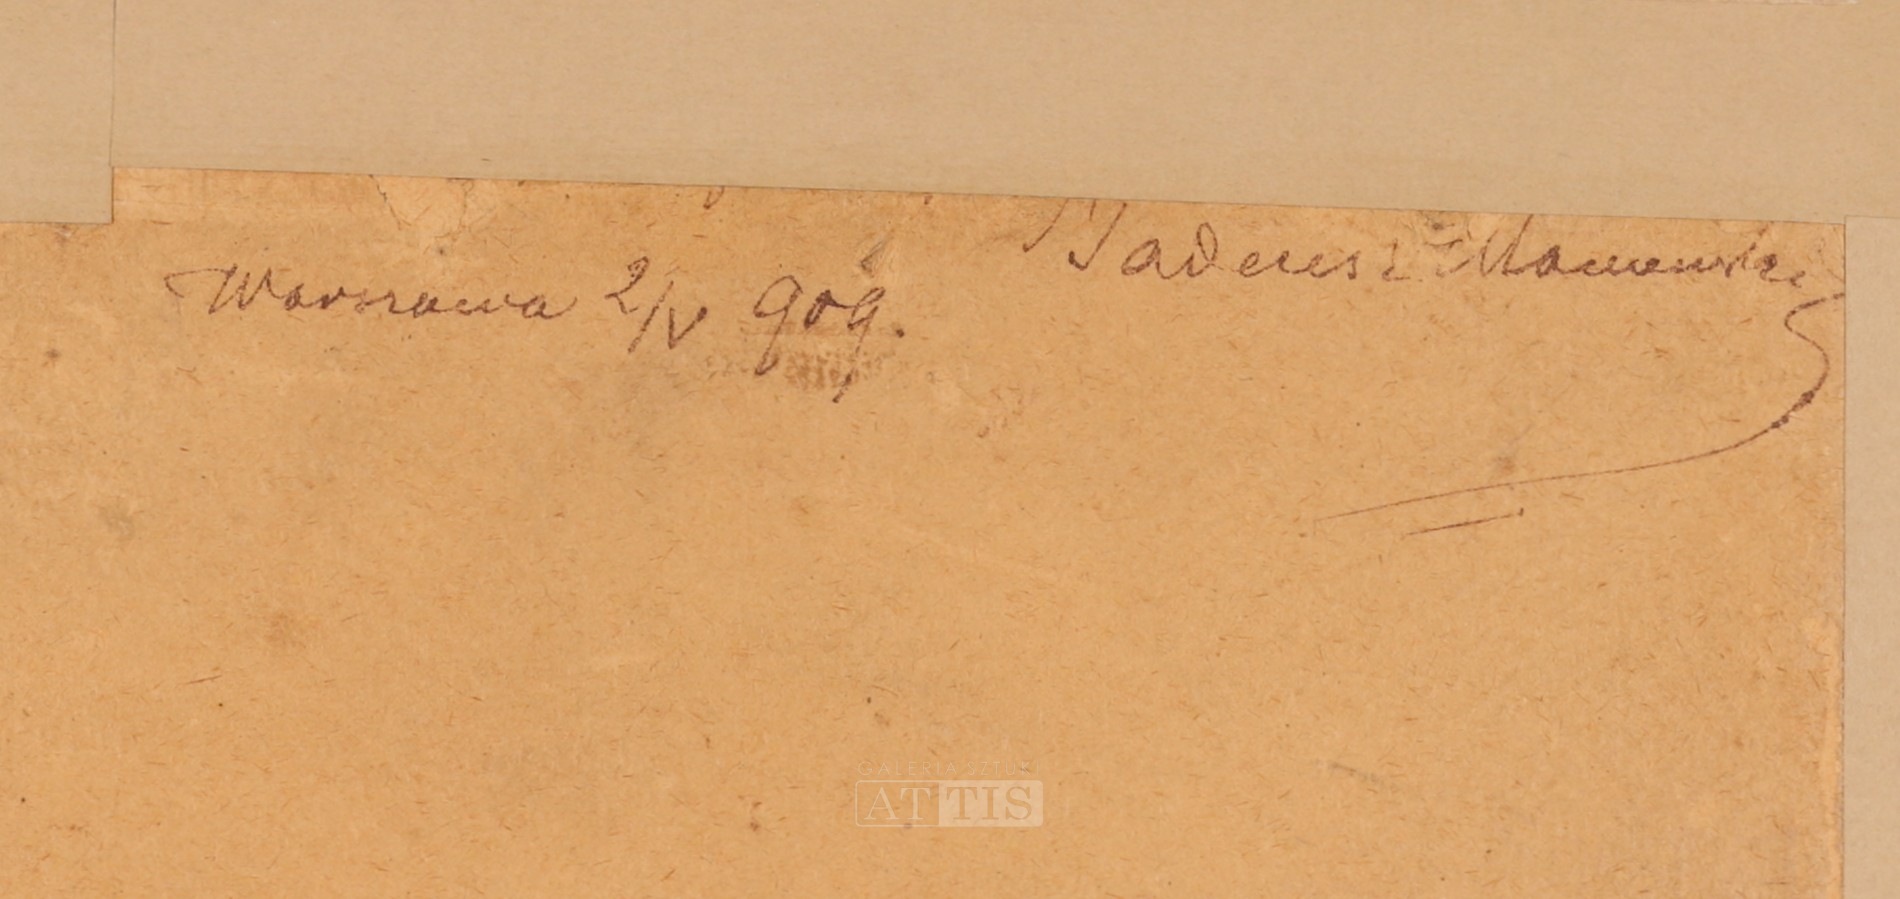 Tadeusz
Warszawa 2/V 909.
GALERIA SZTUKI
ATTIS